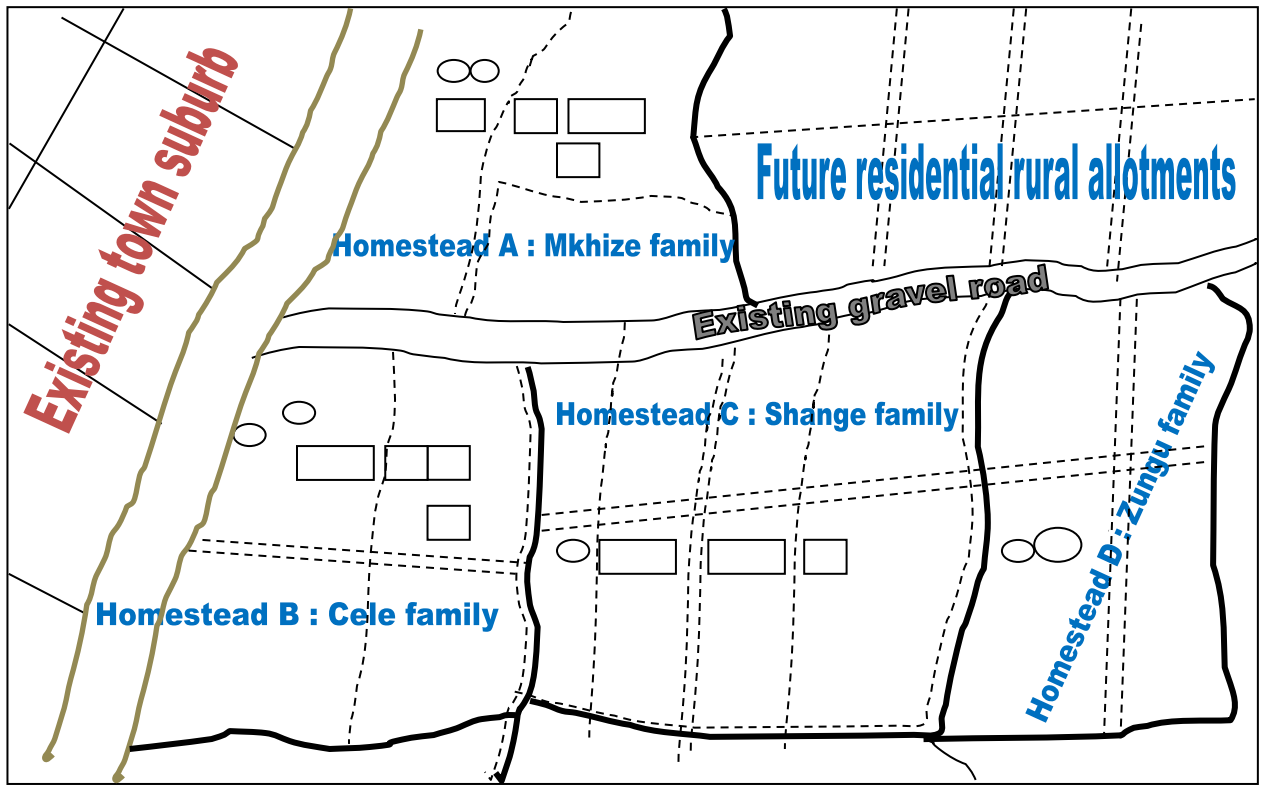 Existing town suburb
Future residential rural allotments
Homestead A : Mkhize family
Existing gravel road
Homestead C : Shange family
Homestead D : Zungu family
Homestead B : Cele family